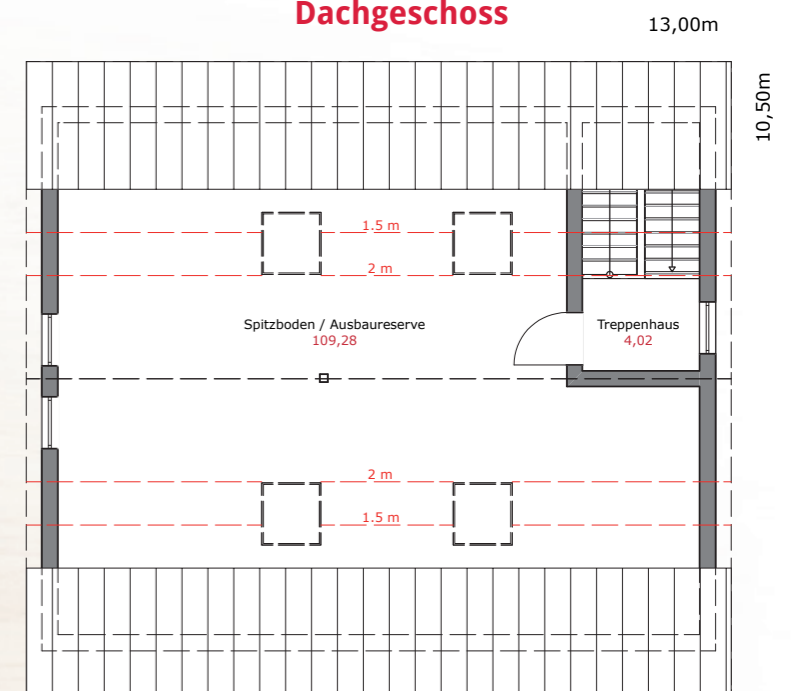 Dachgeschoss
13,00m
10,50m
1.5 m
2 m
Spitzboden / Ausbaureserve
109,28
Treppenhaus
4,02
2 m
1.5 m